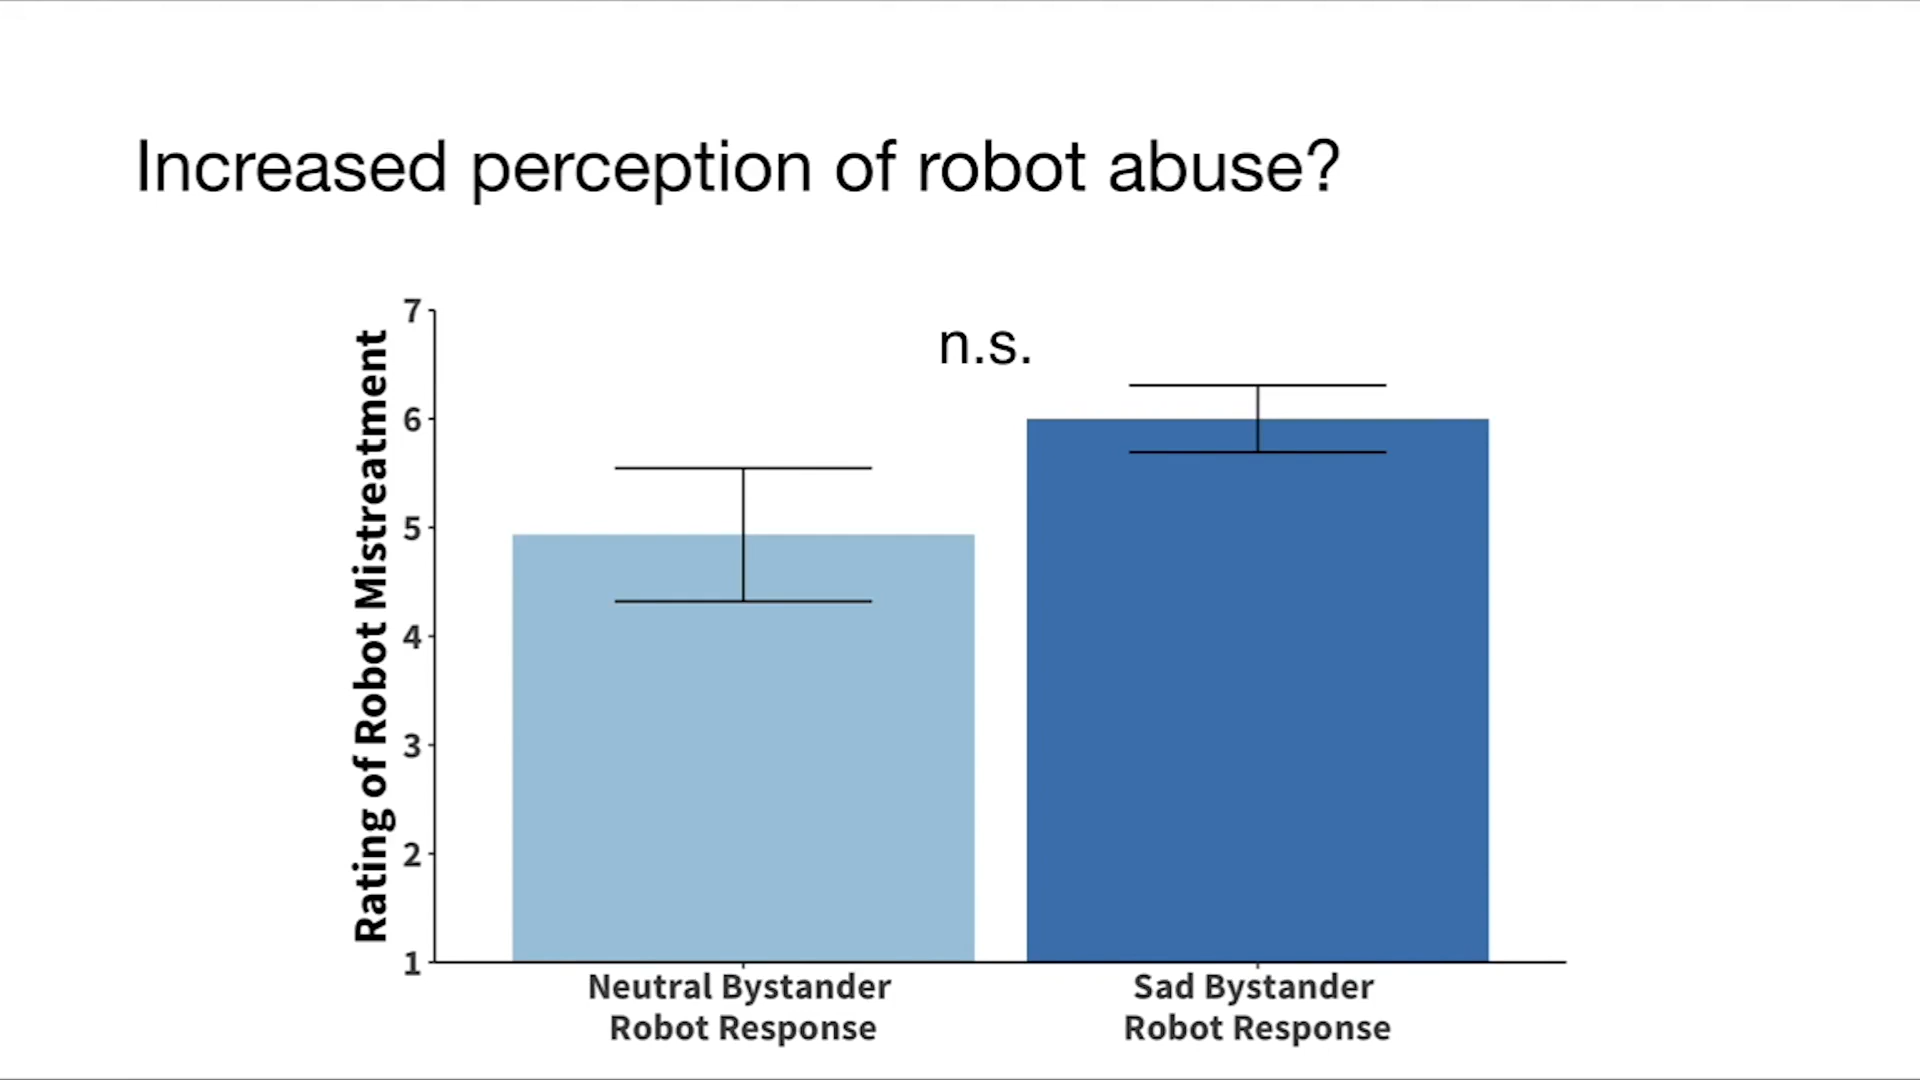 Increased perception of robot abuse?
n.s.
Rating of Robot Mistreatment
7
6
5
4
3
2
1
Neutral Bystander
Robot Response
Sad Bystander
Robot Response